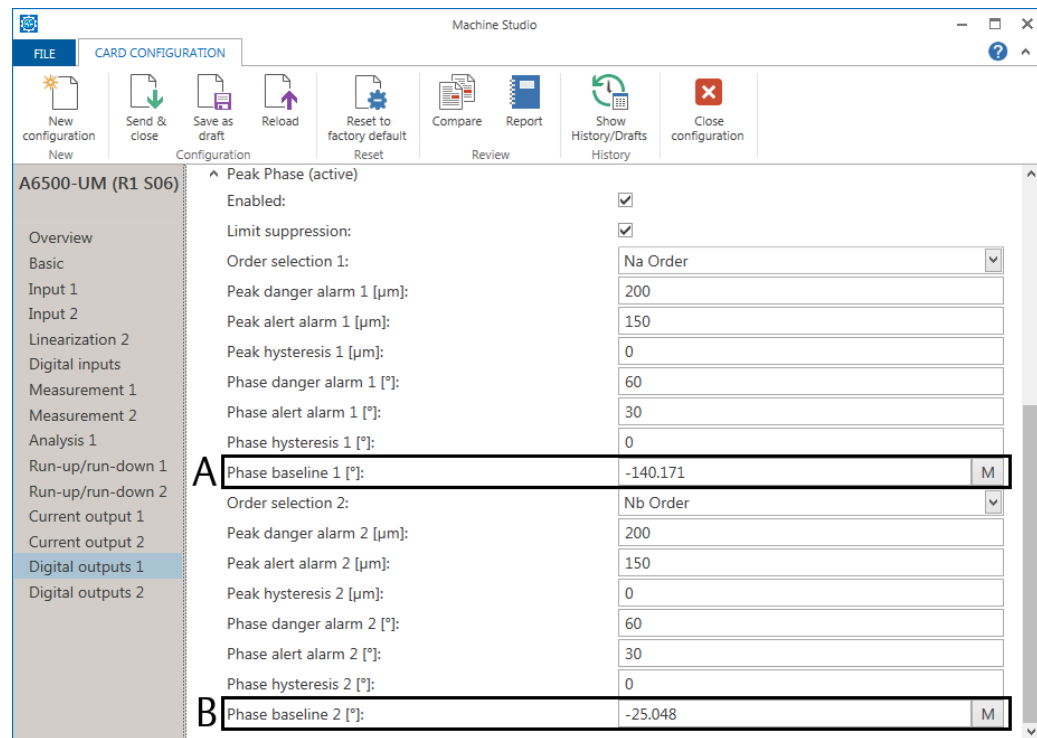 Machine Studio
FILE CARD CONFIGURATION ?
New configuration Send & close Save as draft Reload Reset to factory default Compare Report Show History/Drafts Close configuration
New Configuration Reset Review History
A6500-UM (R1 S06)
Overview
Basic
Input 1
Input 2
Linearization 2
Digital inputs
Measurement 1
Measurement 2
Analysis 1
Run-up/run-down 1
Run-up/run-down 2
Current output 1
Current output 2
Digital outputs 1
Digital outputs 2
Peak Phase (active)
Enabled:
Limit suppression:
Order selection 1: Na Order
Peak danger alarm 1 [µm]: 200
Peak alert alarm 1 [µm]: 150
Peak hysteresis 1 [µm]: 0
Phase danger alarm 1 [°]: 60
Phase alert alarm 1 [°]: 30
Phase hysteresis 1 [°]: 0
A Phase baseline 1 [°]: -140.171 M
Order selection 2: Nb Order
Peak danger alarm 2 [µm]: 200
Peak alert alarm 2 [µm]: 150
Peak hysteresis 2 [µm]: 0
Phase danger alarm 2 [°]: 60
Phase alert alarm 2 [°]: 30
Phase hysteresis 2 [°]: 0
B Phase baseline 2 [°]: -25.048 M